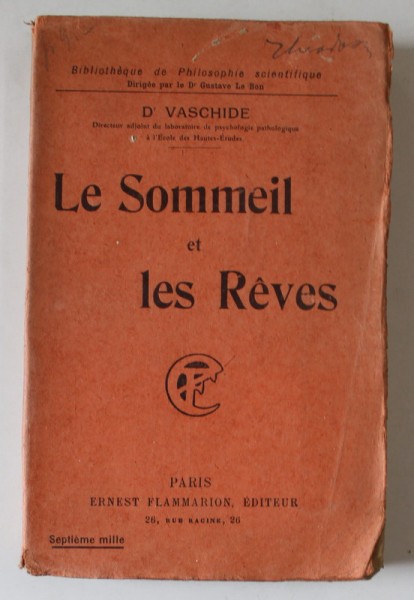 Bibliothèque de Philosophie scientifique
Dirigée par le Dr Gustave Le Bon
Dr VASCHIDE
Directeur adjoint du laboratoire de psychologie pathologique
à l'École des Hautes-Études
Le Sommeil
et
les Rêves
PARIS
ERNEST FLAMMARION, ÉDITEUR
26, RUE RACINE, 26
Septième mille